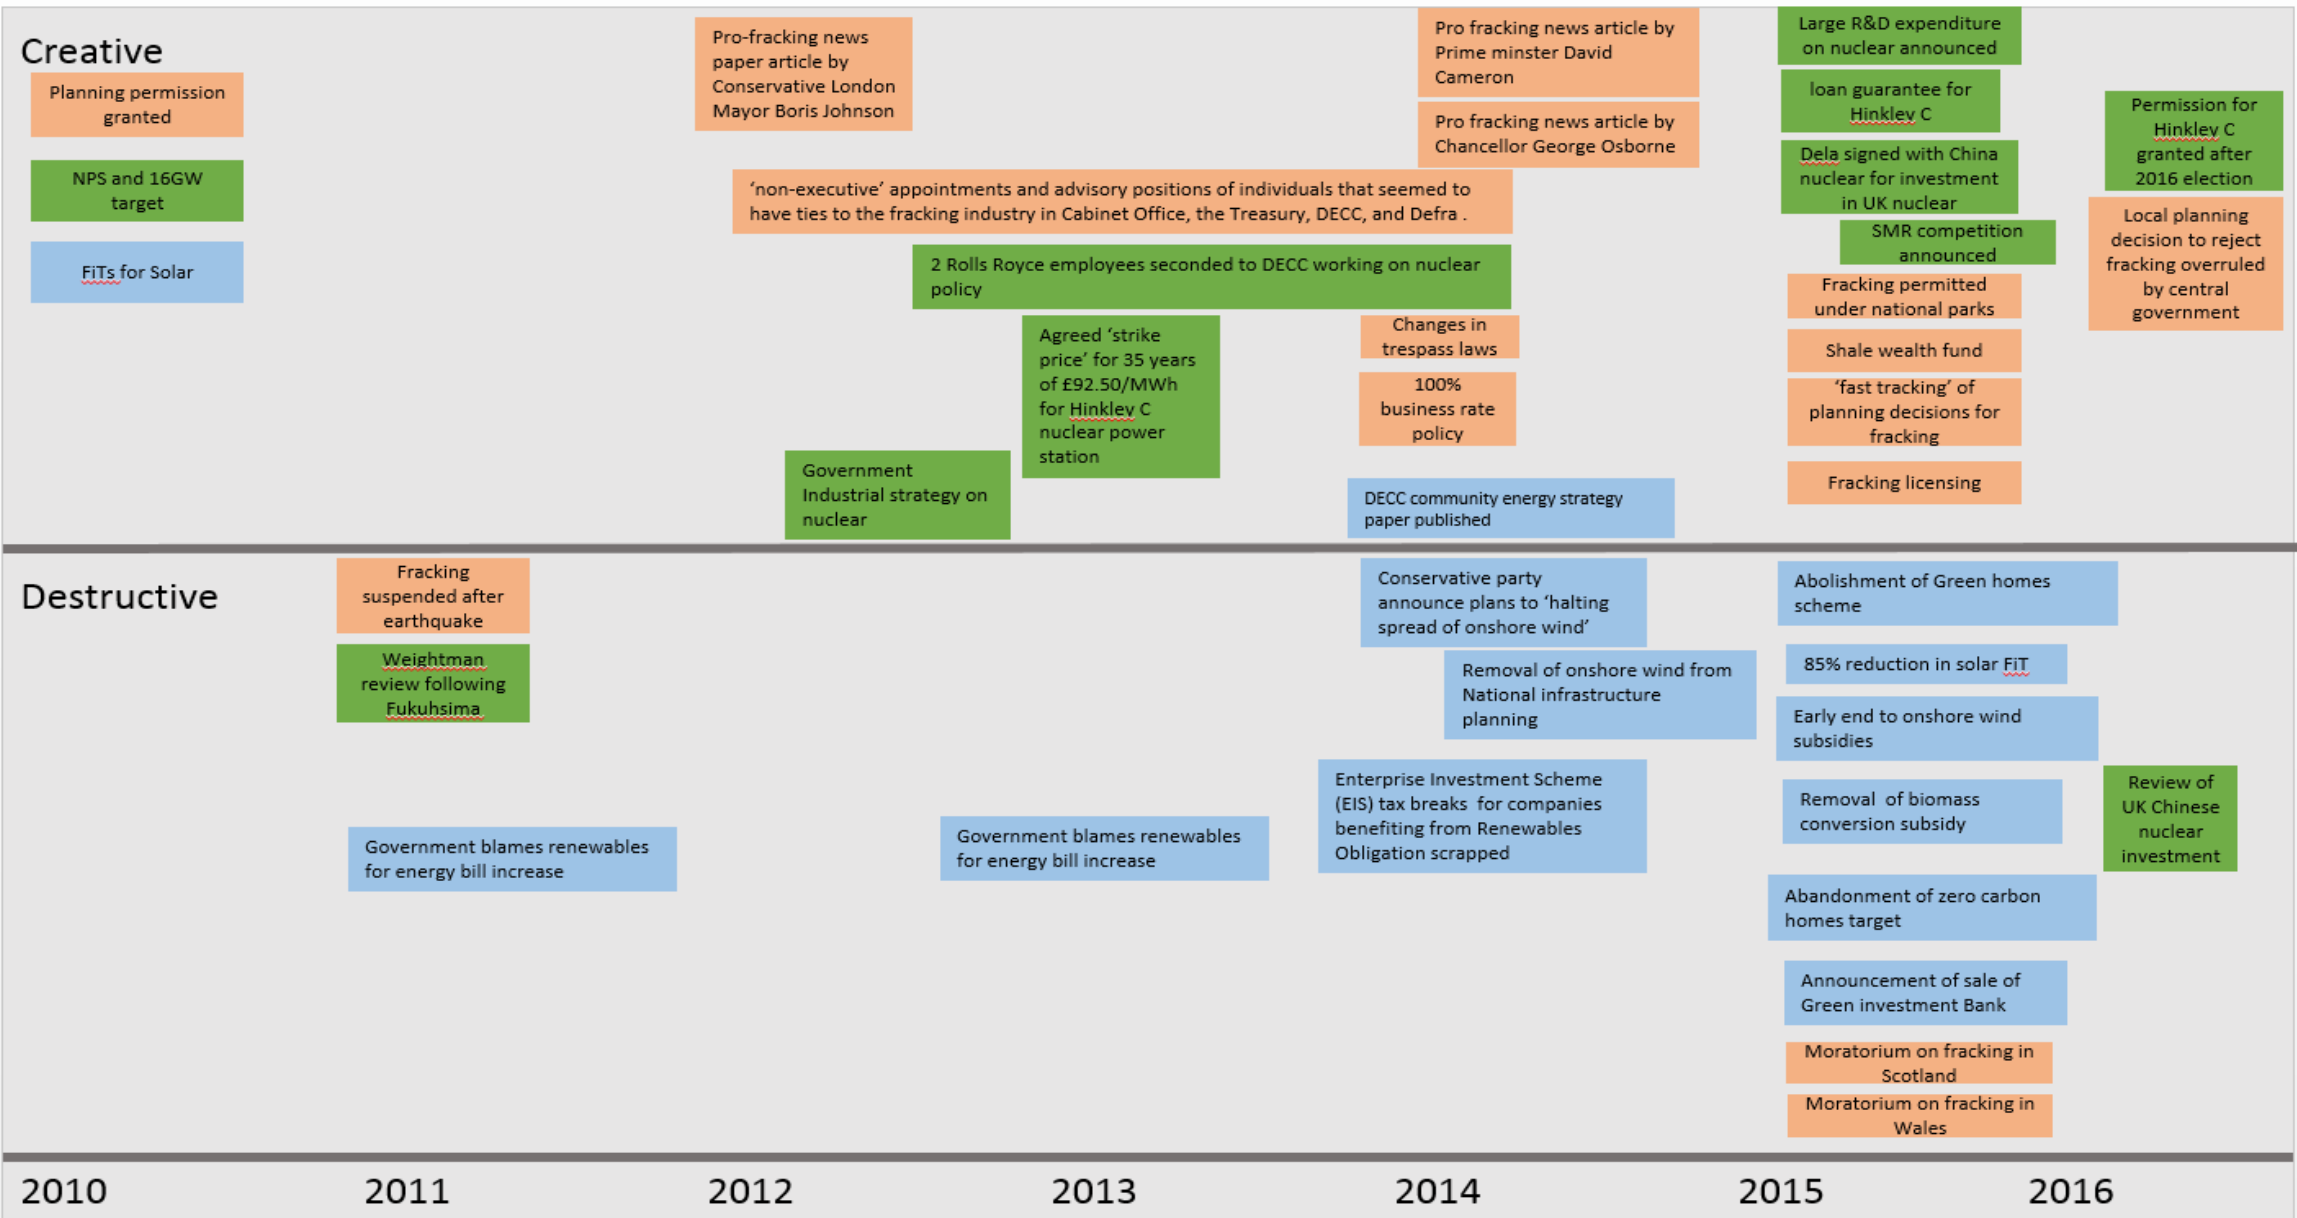 Creative
Planning permission
granted
NPS and 16GW
target
FiTs for Solar
Pro-fracking news
paper article by
Conservative London
Mayor Boris Johnson
Pro fracking news article by
Prime minster David
Cameron
Pro fracking news article by
Chancellor George Osborne
‘non-executive’ appointments and advisory positions of individuals that seemed to
have ties to the fracking industry in Cabinet Office, the Treasury, DECC, and Defra .
2 Rolls Royce employees seconded to DECC working on nuclear
policy
Agreed ‘strike
price’ for 35 years
of £92.50/MWh
for Hinkley C
nuclear power
station
Government
Industrial strategy on
nuclear
Changes in
trespass laws
100%
business rate
policy
DECC community energy strategy
paper published
Large R&D expenditure
on nuclear announced
loan guarantee for
Hinkley C
Dela signed with China
nuclear for investment
in UK nuclear
SMR competition
announced
Fracking permitted
under national parks
Shale wealth fund
‘fast tracking’ of
planning decisions for
fracking
Fracking licensing
Permission for
Hinkley C
granted after
2016 election
Local planning
decision to reject
fracking overruled
by central
government
Destructive
Fracking
suspended after
earthquake
Weightman
review following
Fukuhsima
Government blames renewables
for energy bill increase
Government blames renewables
for energy bill increase
Conservative party
announce plans to ‘halting
spread of onshore wind’
Removal of onshore wind from
National infrastructure
planning
Enterprise Investment Scheme
(EIS) tax breaks for companies
benefiting from Renewables
Obligation scrapped
Abolishment of Green homes
scheme
85% reduction in solar FiT
Early end to onshore wind
subsidies
Removal of biomass
conversion subsidy
Abandonment of zero carbon
homes target
Announcement of sale of
Green investment Bank
Moratorium on fracking in
Scotland
Moratorium on fracking in
Wales
Review of
UK Chinese
nuclear
investment
2010 2011 2012 2013 2014 2015 2016